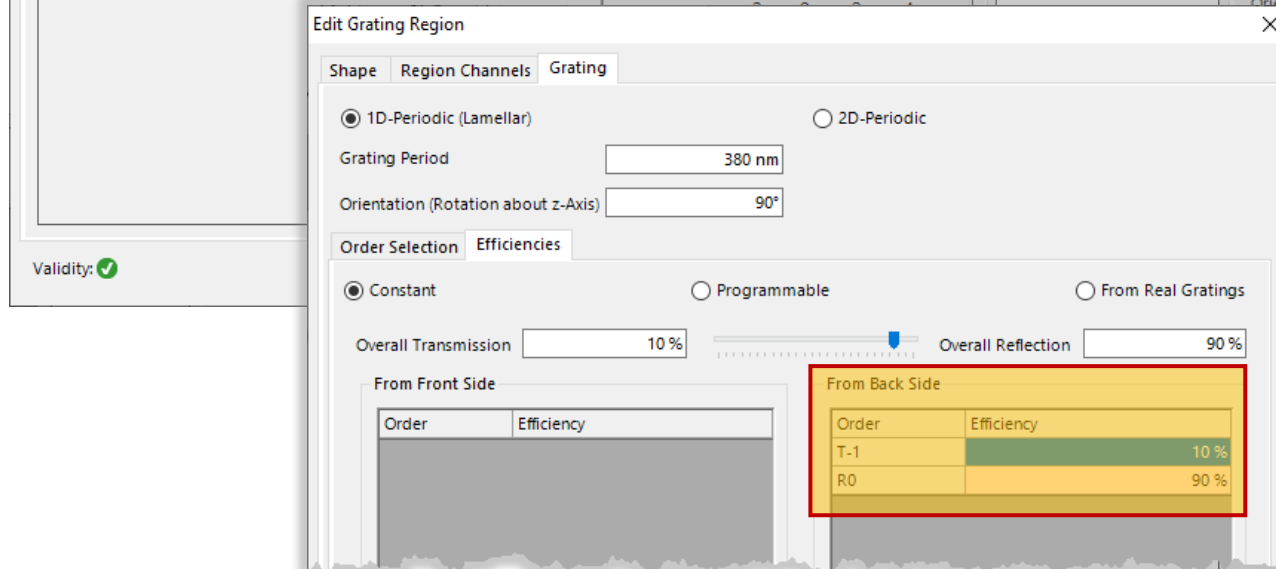 Edit Grating Region
Shape Region Channels Grating
1D-Periodic (Lamellar) 2D-Periodic
Grating Period 380 nm
Orientation (Rotation about z-Axis) 90°
Order Selection Efficiencies
Validity:
Constant Programmable From Real Gratings
Overall Transmission 10 % Overall Reflection 90 %
From Front Side From Back Side
Order Efficiency Order Efficiency
T-1 10 %
R0 90 %